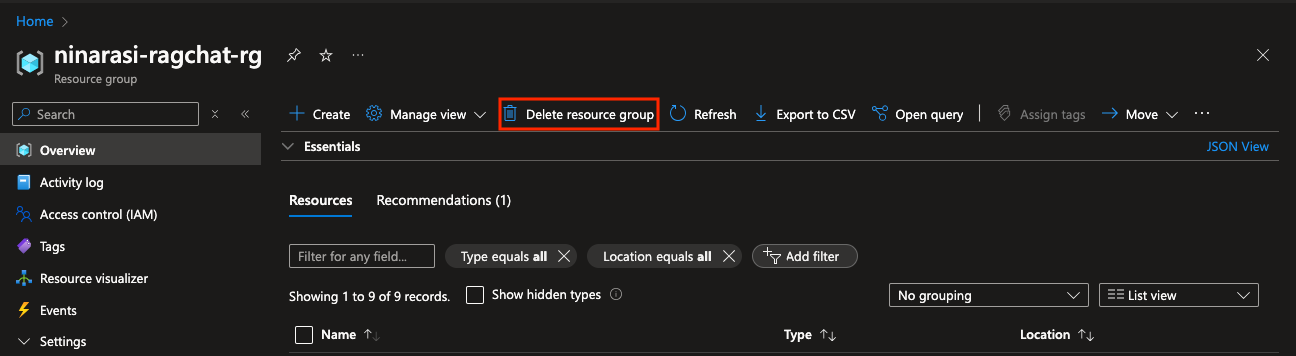 Home
ninarasi-ragchat-rg
Resource group
Search
Create Manage view Delete resource group Refresh Export to CSV Open query Assign tags Move
Overview
Essentials JSON View
Activity log
Access control (IAM)
Tags
Resource visualizer
Events
Settings
Resources Recommendations (1)
Filter for any field... Type equals all Location equals all Add filter
Showing 1 to 9 of 9 records. Show hidden types No grouping List view
Name Type Location